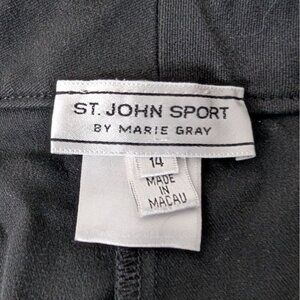 ST. JOHN SPORT
BY MARIE GRAY
14
MADE
IN
MACAU